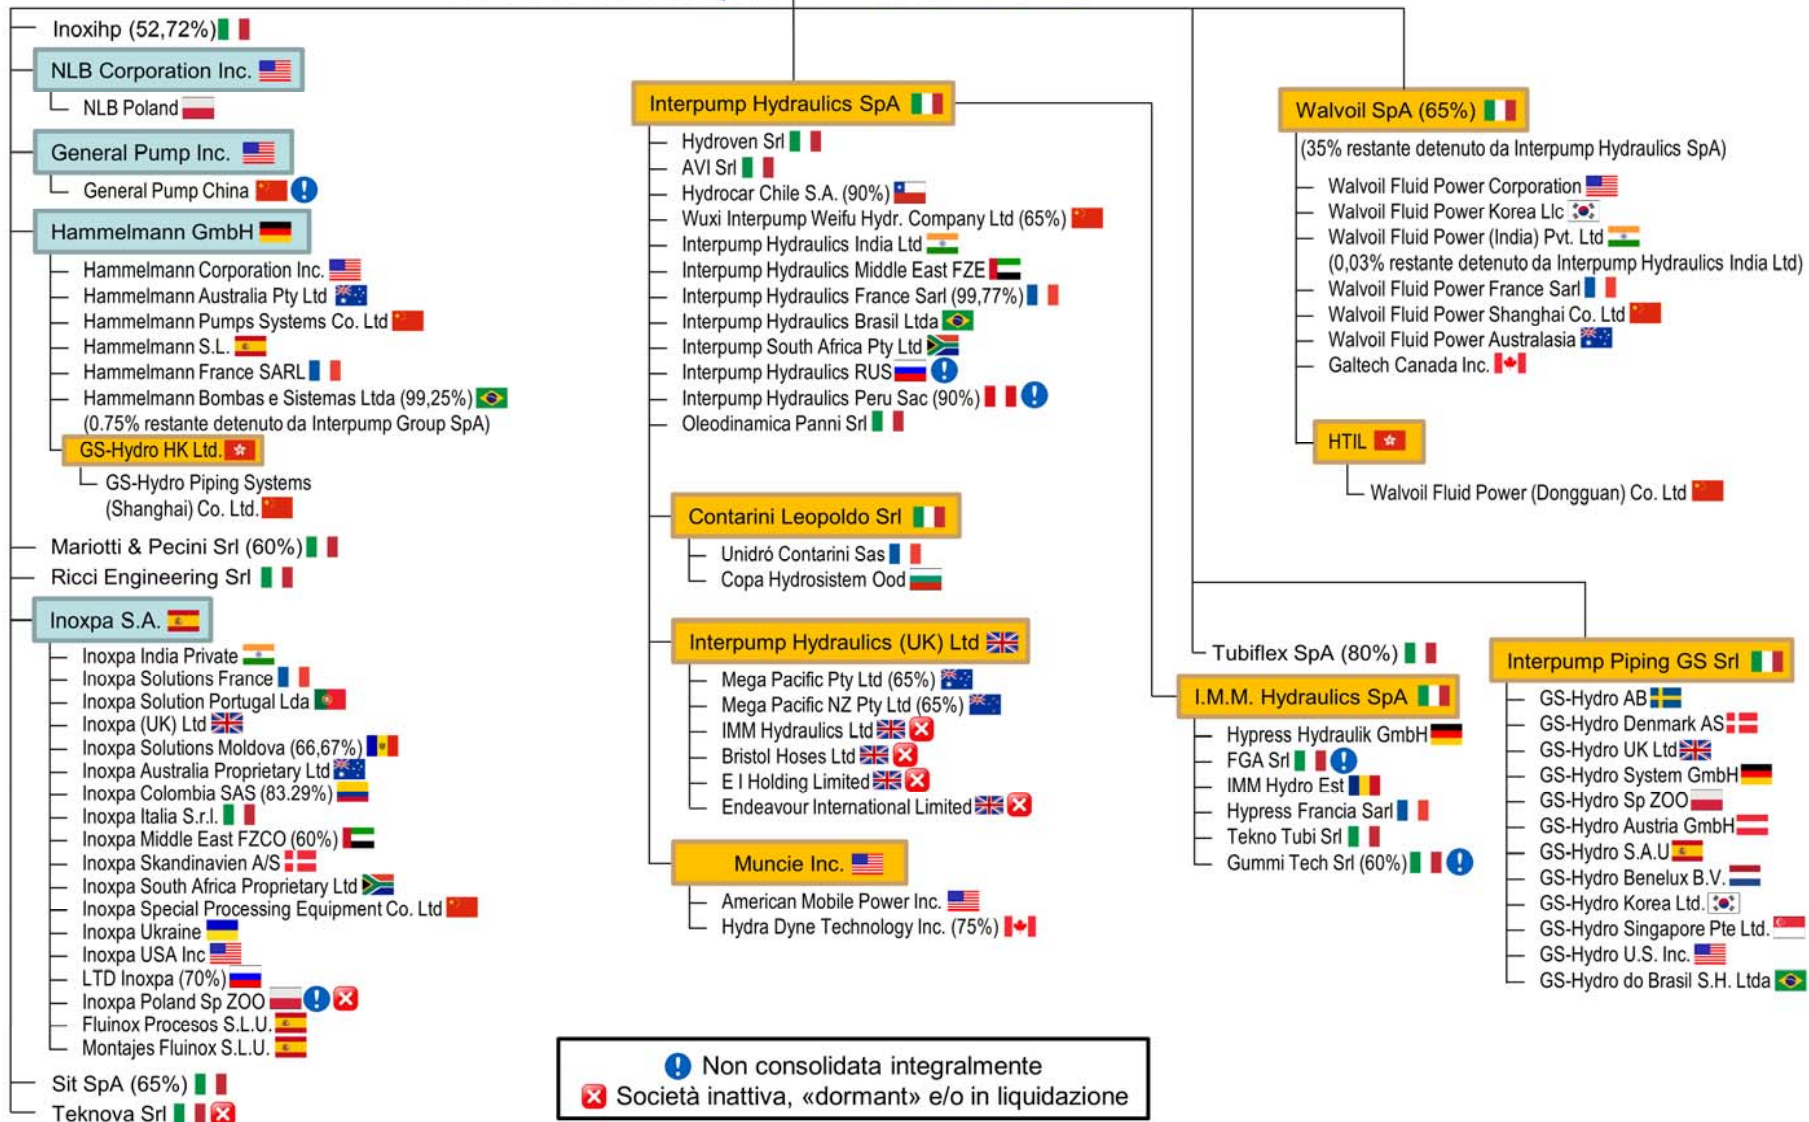 Inoxihp (52,72%)
NLB Corporation Inc.
NLB Poland
General Pump Inc.
General Pump China
Hammelmann GmbH
Hammelmann Corporation Inc.
Hammelmann Australia Pty Ltd
Hammelmann Pumps Systems Co. Ltd
Hammelmann S.L.
Hammelmann France SARL
Hammelmann Bombas e Sistemas Ltda (99,25%)
(0.75% restante detenuto da Interpump Group SpA)
GS-Hydro HK Ltd.
GS-Hydro Piping Systems
(Shanghai) Co. Ltd.
Mariotti & Pecini Srl (60%)
Ricci Engineering Srl
Inoxpa S.A.
Inoxpa India Private
Inoxpa Solutions France
Inoxpa Solution Portugal Lda
Inoxpa (UK) Ltd
Inoxpa Solutions Moldova (66,67%)
Inoxpa Australia Proprietary Ltd
Inoxpa Colombia SAS (83.29%)
Inoxpa Italia S.r.l.
Inoxpa Middle East FZCO (60%)
Inoxpa Skandinavien A/S
Inoxpa South Africa Proprietary Ltd
Inoxpa Special Processing Equipment Co. Ltd
Inoxpa Ukraine
Inoxpa USA Inc
LTD Inoxpa (70%)
Inoxpa Poland Sp ZOO
Fluinox Procesos S.L.U.
Montajes Fluinox S.L.U.
Sit SpA (65%)
Teknova Srl
Interpump Hydraulics SpA
Hydroven Srl
AVI Srl
Hydrocar Chile S.A. (90%)
Wuxi Interpump Weifu Hydr. Company Ltd (65%)
Interpump Hydraulics India Ltd
Interpump Hydraulics Middle East FZE
Interpump Hydraulics France Sarl (99,77%)
Interpump Hydraulics Brasil Ltda
Interpump South Africa Pty Ltd
Interpump Hydraulics RUS
Interpump Hydraulics Peru Sac (90%)
Oleodinamica Panni Srl
Contarini Leopoldo Srl
Unidró Contarini Sas
Copa Hydrosistem Ood
Interpump Hydraulics (UK) Ltd
Mega Pacific Pty Ltd (65%)
Mega Pacific NZ Pty Ltd (65%)
IMM Hydraulics Ltd
Bristol Hoses Ltd
E I Holding Limited
Endeavour International Limited
Muncie Inc.
American Mobile Power Inc.
Hydra Dyne Technology Inc. (75%)
Walvoil SpA (65%)
(35% restante detenuto da Interpump Hydraulics SpA)
Walvoil Fluid Power Corporation
Walvoil Fluid Power Korea Llc
Walvoil Fluid Power (India) Pvt. Ltd
(0,03% restante detenuto da Interpump Hydraulics India Ltd)
Walvoil Fluid Power France Sarl
Walvoil Fluid Power Shanghai Co. Ltd
Walvoil Fluid Power Australasia
Galtech Canada Inc.
HTIL
Walvoil Fluid Power (Dongguan) Co. Ltd
Tubiflex SpA (80%)
I.M.M. Hydraulics SpA
Hypress Hydraulik GmbH
FGA Srl
IMM Hydro Est
Hypress Francia Sarl
Tekno Tubi Srl
Gummi Tech Srl (60%)
Interpump Piping GS Srl
GS-Hydro AB
GS-Hydro Denmark AS
GS-Hydro UK Ltd
GS-Hydro System GmbH
GS-Hydro Sp ZOO
GS-Hydro Austria GmbH
GS-Hydro S.A.U
GS-Hydro Benelux B.V.
GS-Hydro Korea Ltd.
GS-Hydro Singapore Pte Ltd.
GS-Hydro U.S. Inc.
GS-Hydro do Brasil S.H. Ltda
Non consolidata integralmente
Società inattiva, «dormant» e/o in liquidazione